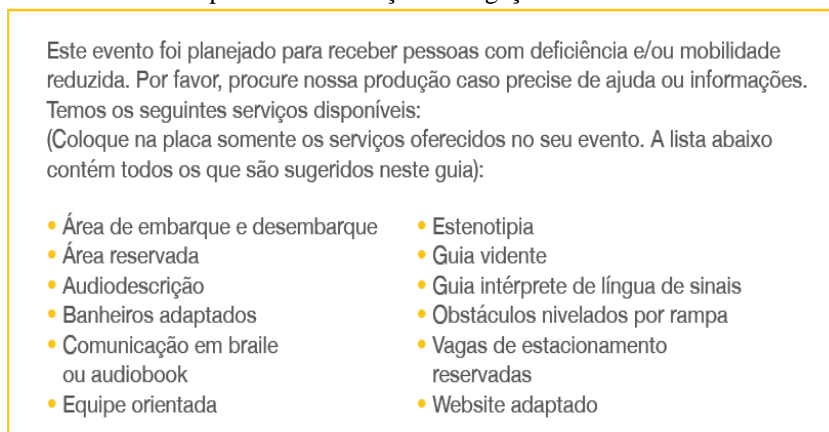 Este evento foi planejado para receber pessoas com deficiência e/ou mobilidade
reduzida. Por favor, procure nossa produção caso precise de ajuda ou informações.
Temos os seguintes serviços disponíveis:
(Coloque na placa somente os serviços oferecidos no seu evento. A lista abaixo
contém todos os que são sugeridos neste guia):
• Área de embarque e desembarque
• Área reservada
• Audiodescrição
• Banheiros adaptados
• Comunicação em braile
ou audiobook
• Equipe orientada
• Estenotipia
• Guia vidente
• Guia intérprete de língua de sinais
• Obstáculos nivelados por rampa
• Vagas de estacionamento
reservadas
• Website adaptado